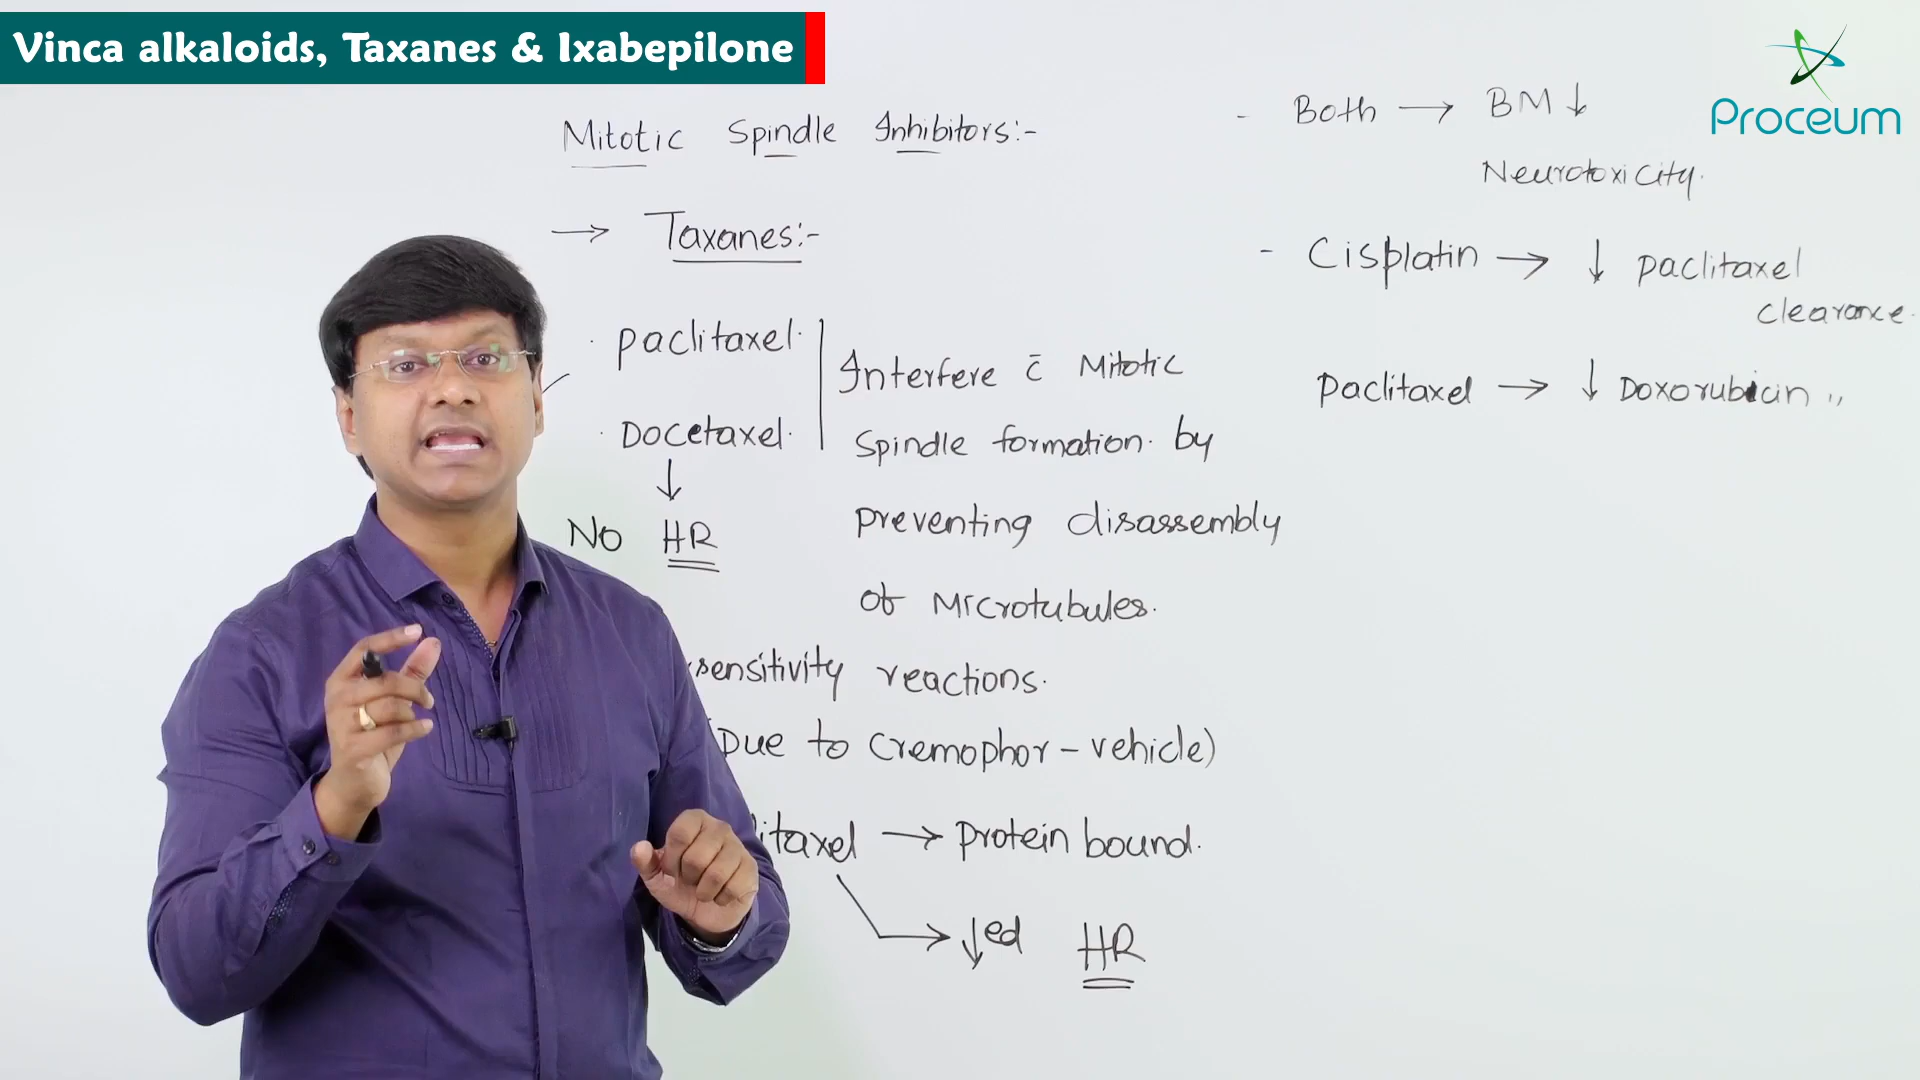 Vinca alkaloids, Taxanes & Ixabepilone
Proceum
Mitotic Spindle Inhibitors:-
→ Taxanes:-
· Paclitaxel·
· Docetaxel·
↓
No HR
Interfere c̄ Mitotic
Spindle formation· by
preventing disassembly
of Microtubules.
sensitivity reactions.
(Due to Cremophor - vehicle)
itaxel → Protein bound.
→ ↓ed HR
- Both → BM ↓
Neurotoxicity.
- Cisplatin → ↓ paclitaxel
clearance.
Paclitaxel → ↓ Doxorubicin ,,